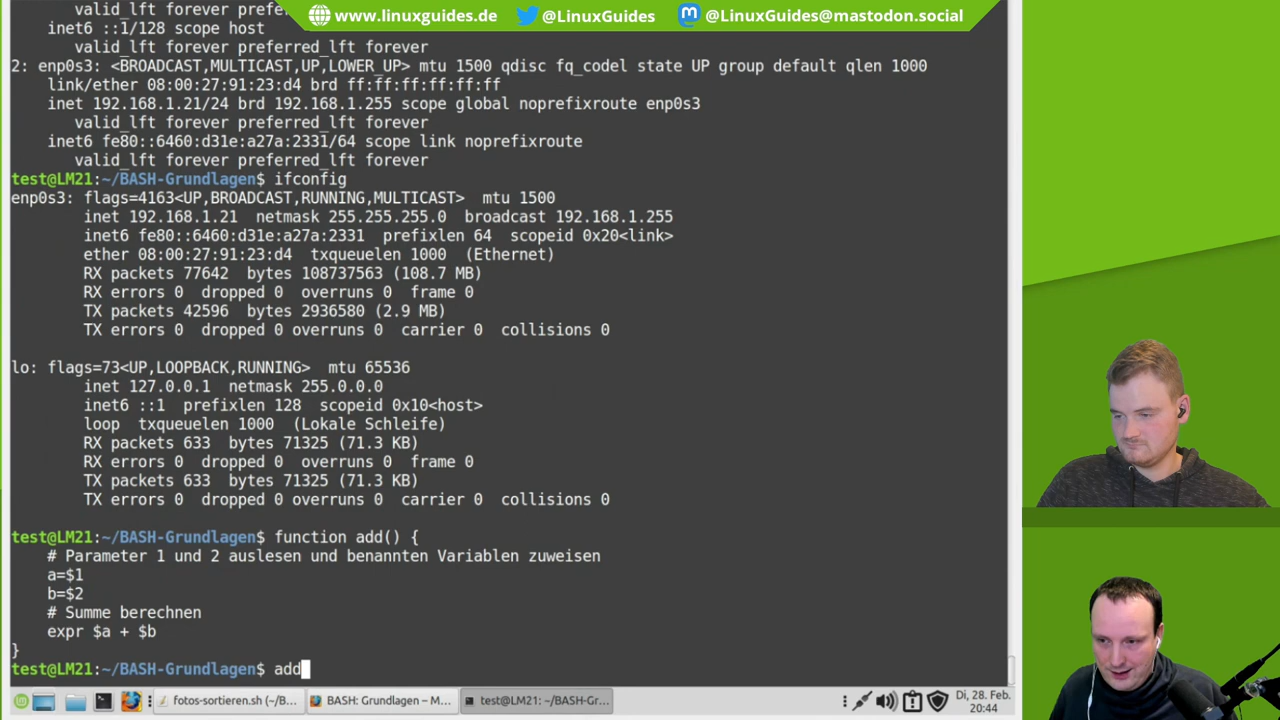 www.linuxguides.de @LinuxGuides @LinuxGuides@mastodon.social
valid_lft forever prefe
inet6 ::1/128 scope host
valid_lft forever preferred_lft forever
2: enp0s3: <BROADCAST,MULTICAST,UP,LOWER_UP> mtu 1500 qdisc fq_codel state UP group default qlen 1000
link/ether 08:00:27:91:23:d4 brd ff:ff:ff:ff:ff:ff
inet 192.168.1.21/24 brd 192.168.1.255 scope global noprefixroute enp0s3
valid_lft forever preferred_lft forever
inet6 fe80::6460:d31e:a27a:2331/64 scope link noprefixroute
valid_lft forever preferred_lft forever
test@LM21:~/BASH-Grundlagen$ ifconfig
enp0s3: flags=4163<UP,BROADCAST,RUNNING,MULTICAST>  mtu 1500
inet 192.168.1.21  netmask 255.255.255.0  broadcast 192.168.1.255
inet6 fe80::6460:d31e:a27a:2331  prefixlen 64  scopeid 0x20<link>
ether 08:00:27:91:23:d4  txqueuelen 1000  (Ethernet)
RX packets 77642  bytes 108737563 (108.7 MB)
RX errors 0  dropped 0  overruns 0  frame 0
TX packets 42596  bytes 2936580 (2.9 MB)
TX errors 0  dropped 0 overruns 0  carrier 0  collisions 0
lo: flags=73<UP,LOOPBACK,RUNNING>  mtu 65536
inet 127.0.0.1  netmask 255.0.0.0
inet6 ::1  prefixlen 128  scopeid 0x10<host>
loop  txqueuelen 1000  (Lokale Schleife)
RX packets 633  bytes 71325 (71.3 KB)
RX errors 0  dropped 0  overruns 0  frame 0
TX packets 633  bytes 71325 (71.3 KB)
TX errors 0  dropped 0 overruns 0  carrier 0  collisions 0
test@LM21:~/BASH-Grundlagen$ function add() {
# Parameter 1 und 2 auslesen und benannten Variablen zuweisen
a=$1
b=$2
# Summe berechnen
expr $a + $b
}
test@LM21:~/BASH-Grundlagen$ add
fotos-sortieren.sh (~/B... BASH: Grundlagen – M... test@LM21: ~/BASH-Gr... Di, 28. Feb.
20:44